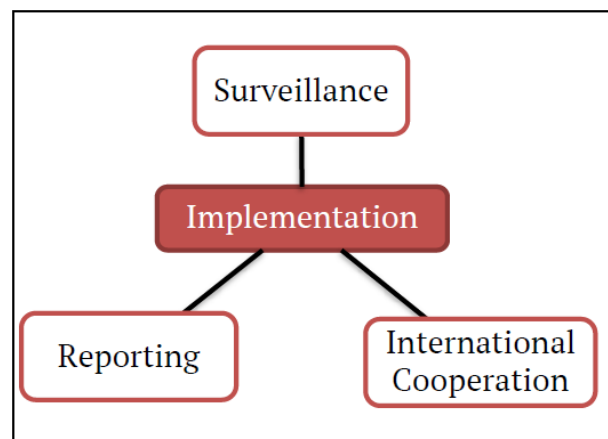 Surveillance
Implementation
Reporting
International
Cooperation